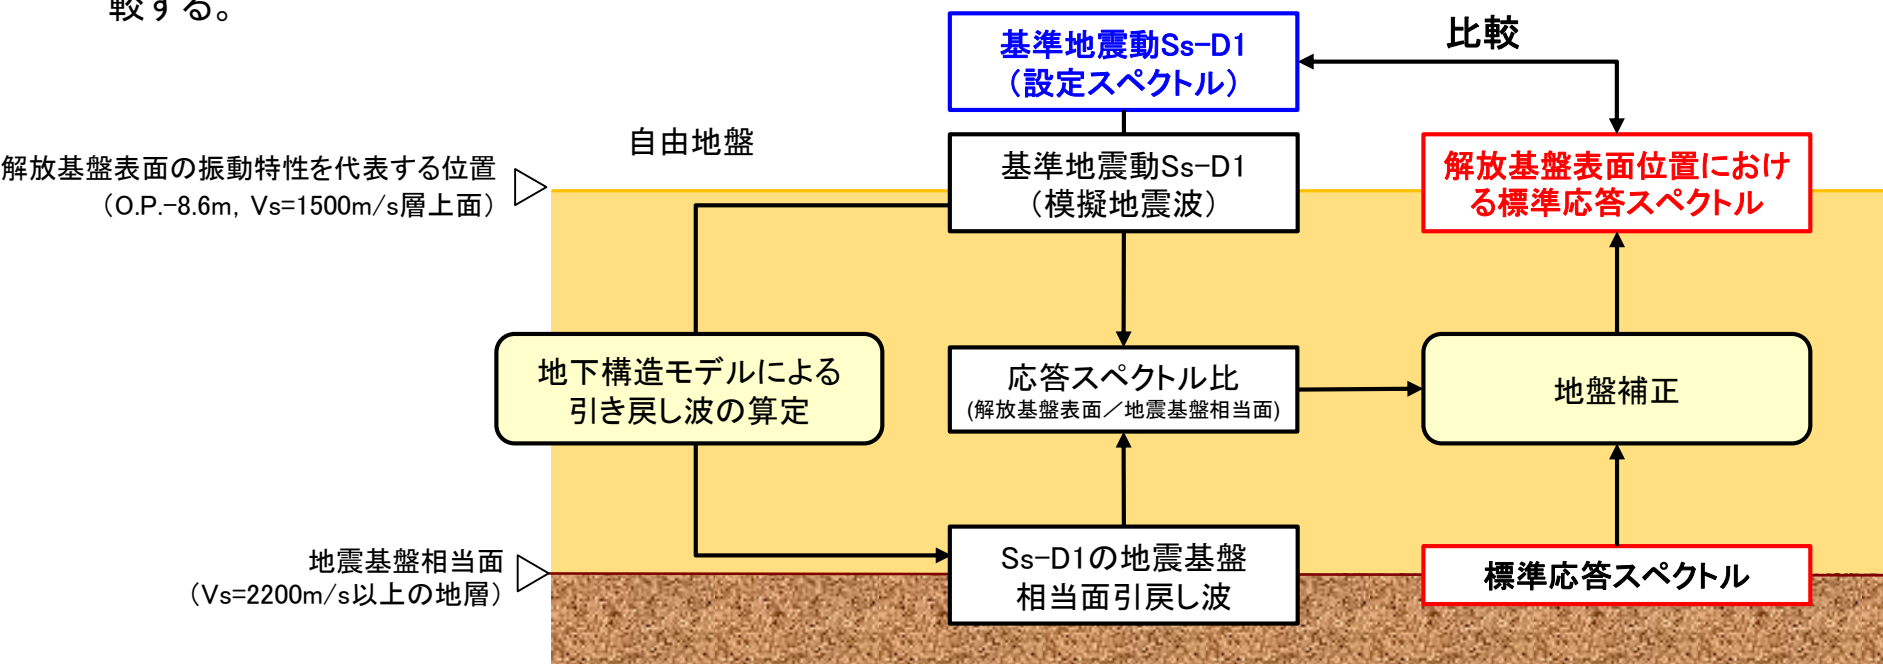 較する。
基準地震動Ss-D1
（設定スペクトル）
比較
自由地盤
解放基盤表面の振動特性を代表する位置
（O.P.-8.6m，Vs=1500m/s層上面）
基準地震動Ss-D1
（模擬地震波）
解放基盤表面位置におけ
る標準応答スペクトル
地下構造モデルによる
引き戻し波の算定
応答スペクトル比
(解放基盤表面／地震基盤相当面)
地盤補正
地震基盤相当面
（Vs=2200m/s以上の地層）
Ss-D1の地震基盤
相当面引戻し波
標準応答スペクトル